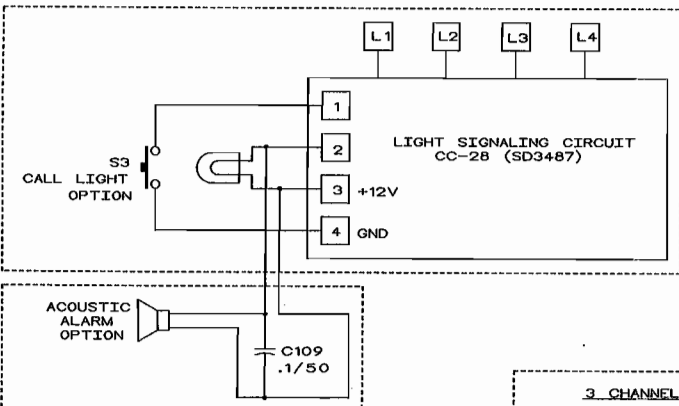 L1 L2 L3 L4
1
2
3 +12V
4 GND
LIGHT SIGNALING CIRCUIT
CC-28 (SD3487)
S3
CALL LIGHT
OPTION
ACOUSTIC
ALARM
OPTION
C109
.1/50
3 CHANNEL